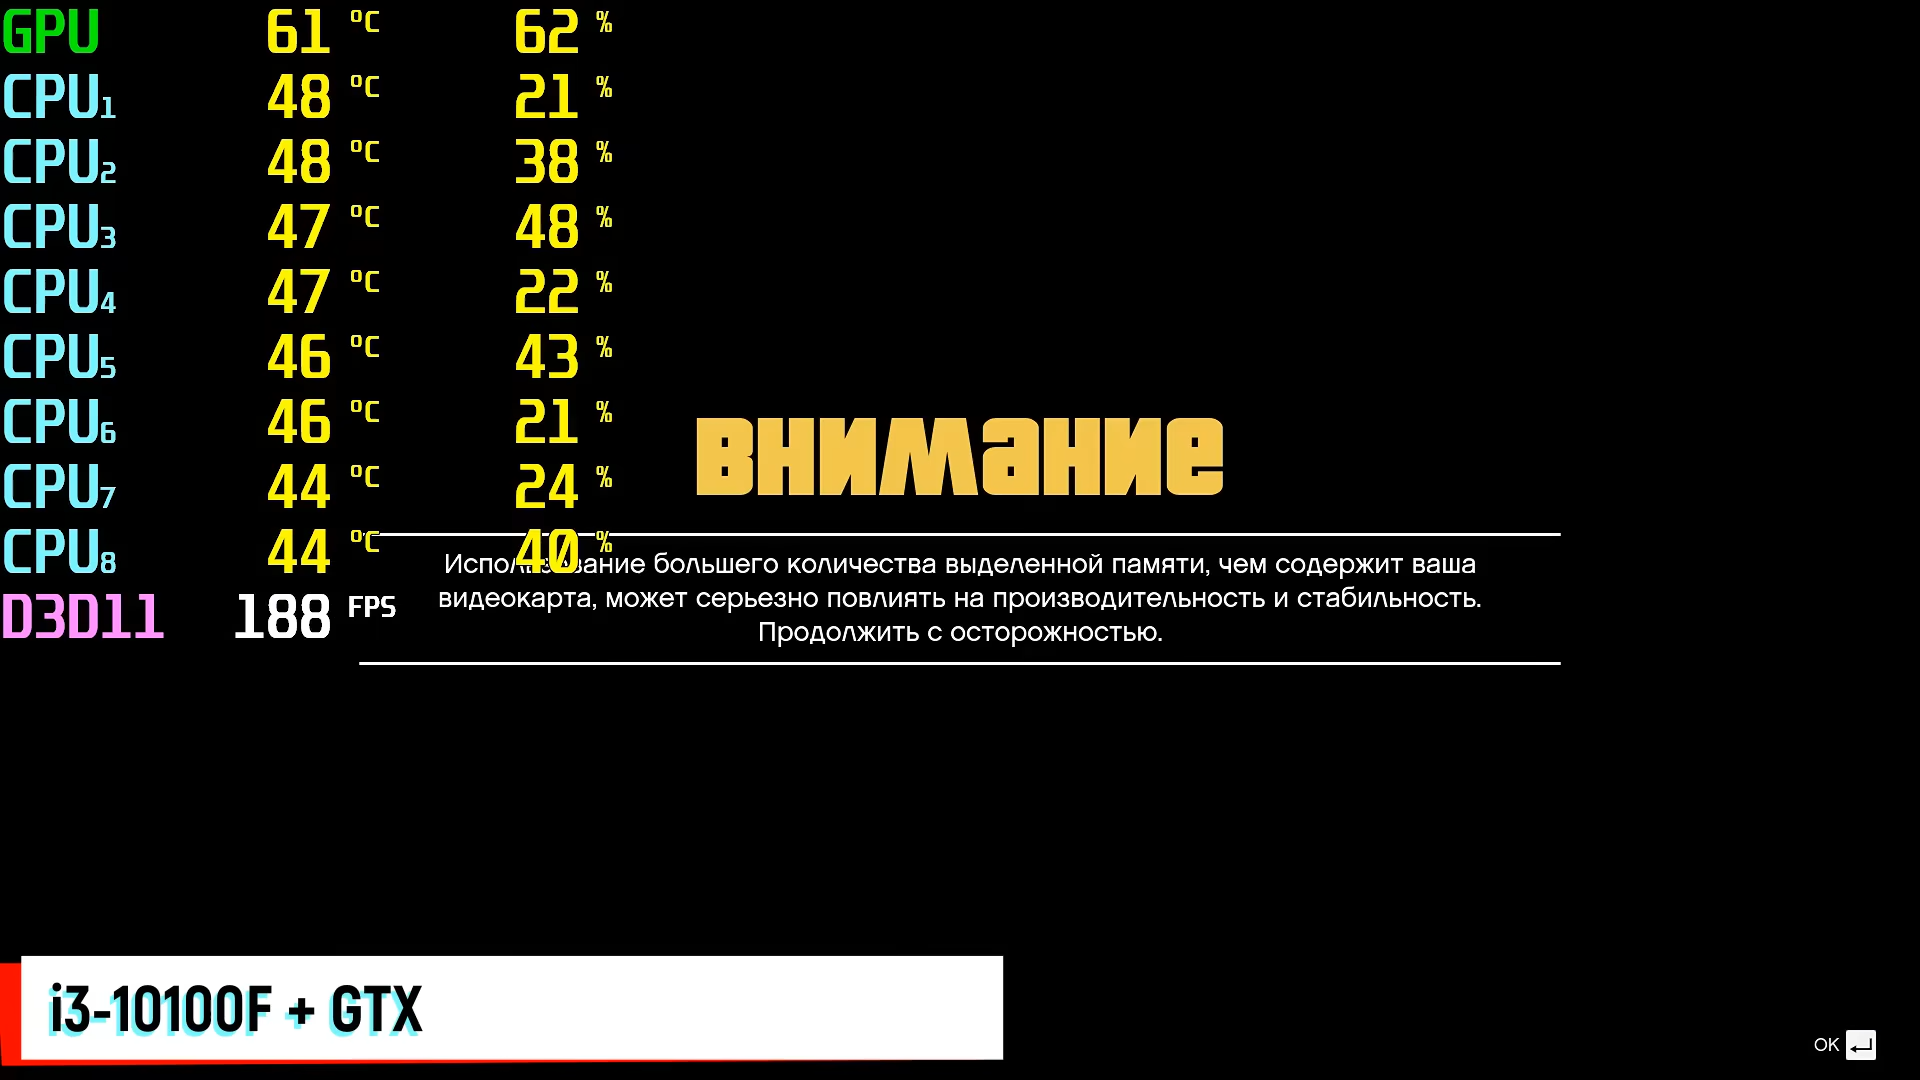 GPU 61 °C 62 %
CPU1 48 °C 21 %
CPU2 48 °C 38 %
CPU3 47 °C 48 %
CPU4 47 °C 22 %
CPU5 46 °C 43 %
CPU6 46 °C 21 %
CPU7 44 °C 24 %
CPU8 44 °C 40 %
D3D11 188 FPS
внимание
Использование большего количества выделенной памяти, чем содержит ваша
видеокарта, может серьезно повлиять на производительность и стабильность.
Продолжить с осторожностью.
i3-10100F + GTX
OK